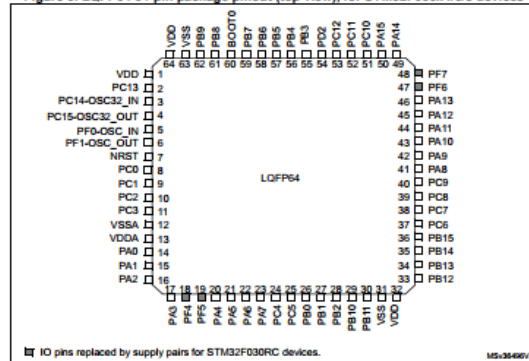 VDD VSS PB9 PB8 BOOT0 PB7 PB6 PB5 PB4 PB3 PD2 PC12 PC11 PC10 PA15 PA14
64 63 62 61 60 59 58 57 56 55 54 53 52 51 50 49
VDD 1
PC13 2
PC14-OSC32_IN 3
PC15-OSC32_OUT 4
PF0-OSC_IN 5
PF1-OSC_OUT 6
NRST 7
PC0 8
PC1 9
PC2 10
PC3 11
VSSA 12
VDDA 13
PA0 14
PA1 15
PA2 16
LQFP64
48 PF7
47 PF6
46 PA13
45 PA12
44 PA11
43 PA10
42 PA9
41 PA8
40 PC9
39 PC8
38 PC7
37 PC6
36 PB15
35 PB14
34 PB13
33 PB12
17 18 19 20 21 22 23 24 25 26 27 28 29 30 31 32
PA3 PF4 PF5 PA4 PA5 PA6 PA7 PC4 PC5 PB0 PB1 PB2 PB10 PB11 VSS VDD
IO pins replaced by supply pairs for STM32F030RC devices.